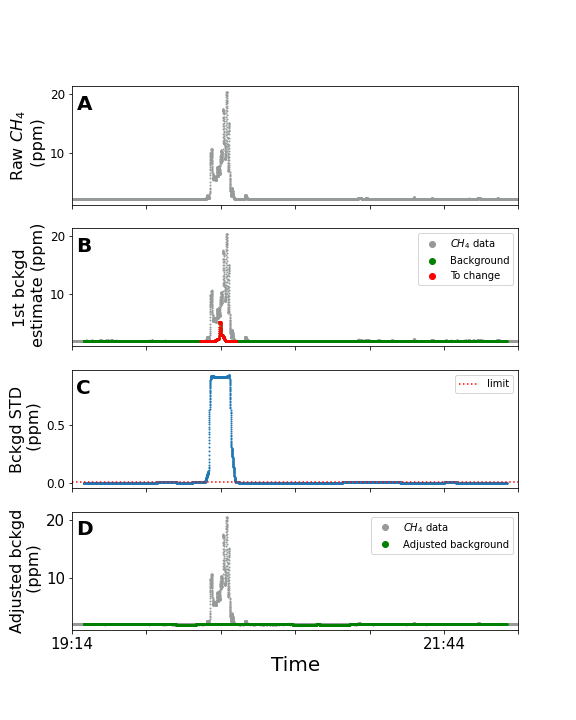 A
Raw CH4
(ppm)
20
10
B
1st bckgd
estimate (ppm)
20
10
CH4 data
Background
To change
C
Bckgd STD
(ppm)
0.5
0.0
limit
D
Adjusted bckgd
(ppm)
20
10
CH4 data
Adjusted background
19:14
21:44
Time